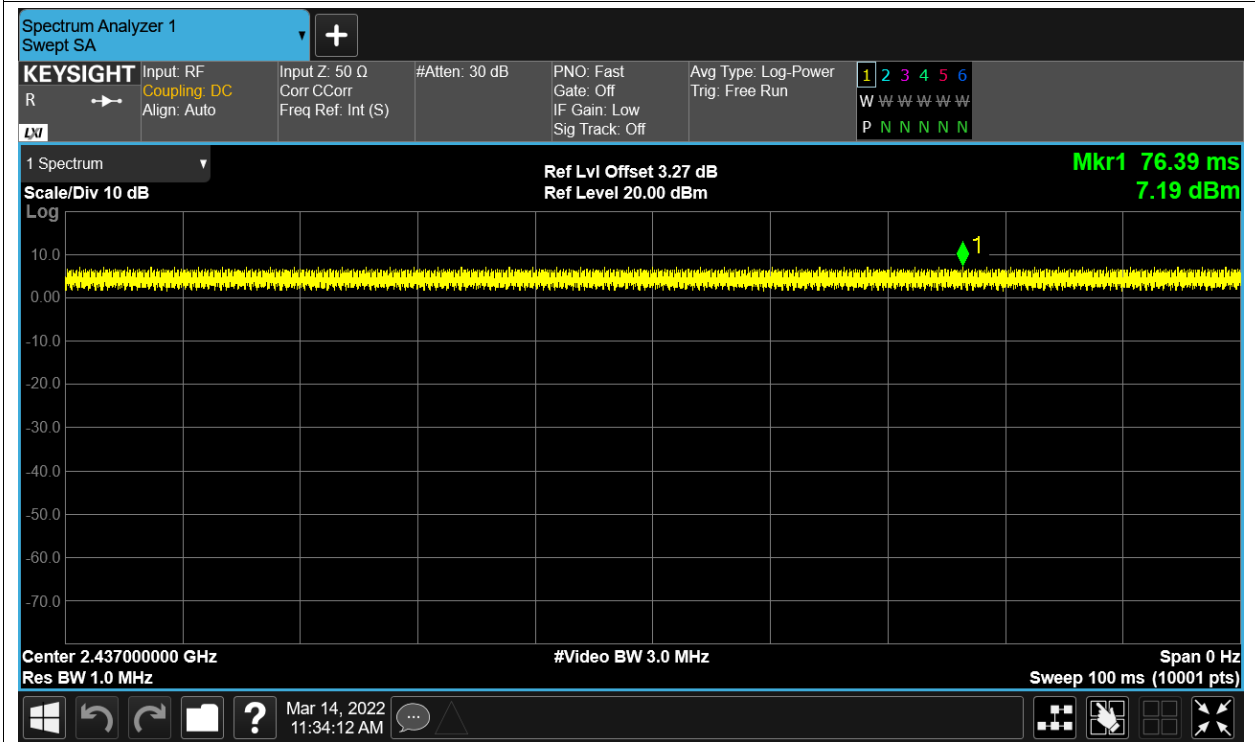 Spectrum Analyzer 1
Swept SA
▼
+
KEYSIGHT
R
LXI
Input: RF
Coupling: DC
Align: Auto
Input Z: 50 Ω
Corr CCorr
Freq Ref: Int (S)
#Atten: 30 dB
PNO: Fast
Gate: Off
IF Gain: Low
Sig Track: Off
Avg Type: Log-Power
Trig: Free Run
1 2 3 4 5 6
W W W W W W
P N N N N N
1 Spectrum ▼
Scale/Div 10 dB
Log
Ref Lvl Offset 3.27 dB
Ref Level 20.00 dBm
Mkr1 76.39 ms
7.19 dBm
1
10.0
0.00
-10.0
-20.0
-30.0
-40.0
-50.0
-60.0
-70.0
Center 2.437000000 GHz
Res BW 1.0 MHz
#Video BW 3.0 MHz
Span 0 Hz
Sweep 100 ms (10001 pts)
?
Mar 14, 2022
11:34:12 AM